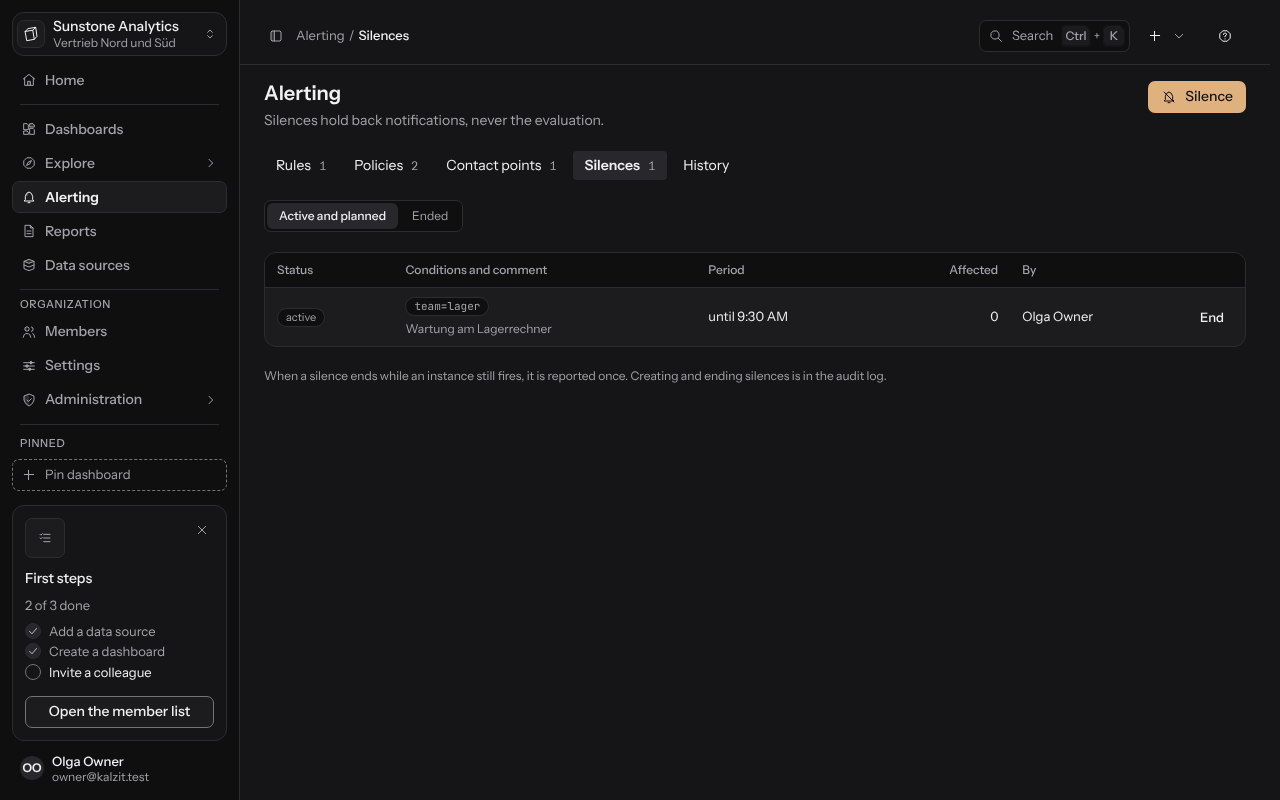 Sunstone Analytics
Vertrieb Nord und Süd
Home
Dashboards
Explore
Alerting
Reports
Data sources
ORGANIZATION
Members
Settings
Administration
PINNED
Pin dashboard
First steps
2 of 3 done
Add a data source
Create a dashboard
Invite a colleague
Open the member list
OO
Olga Owner
owner@kalzit.test
Alerting / Silences
Search Ctrl + K
Alerting
Silences hold back notifications, never the evaluation.
Silence
Rules 1 Policies 2 Contact points 1 Silences 1 History
Active and planned Ended
Status Conditions and comment Period Affected By
active team=lager until 9:30 AM 0 Olga Owner End
Wartung am Lagerrechner
When a silence ends while an instance still fires, it is reported once. Creating and ending silences is in the audit log.